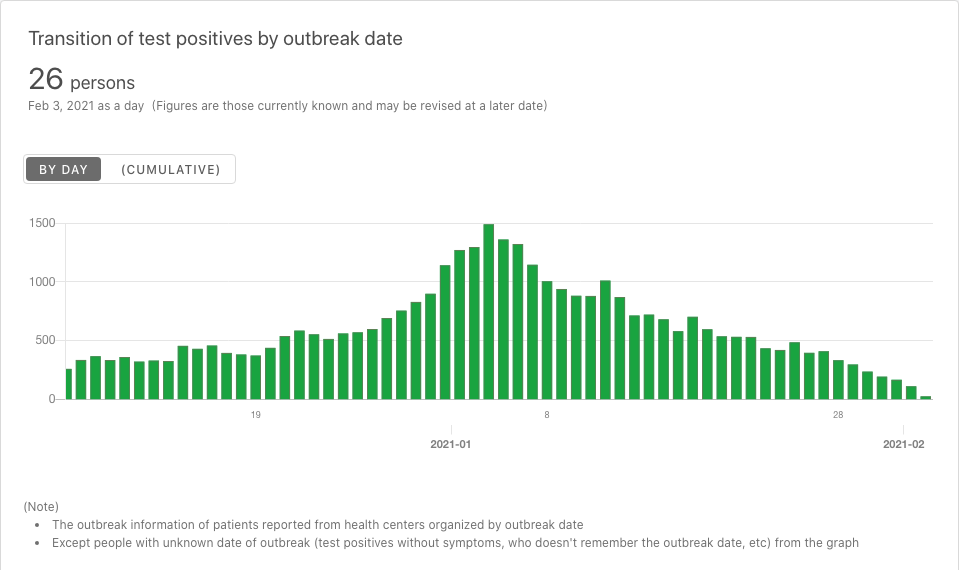 Transition of test positives by outbreak date
26 persons
Feb 3, 2021 as a day (Figures are those currently known and may be revised at a later date)
BY DAY (CUMULATIVE)
1500
1000
500
0
19 8 28
2021-01 2021-02
(Note)
• The outbreak information of patients reported from health centers organized by outbreak date
• Except people with unknown date of outbreak (test positives without symptoms, who doesn't remember the outbreak date, etc) from the graph